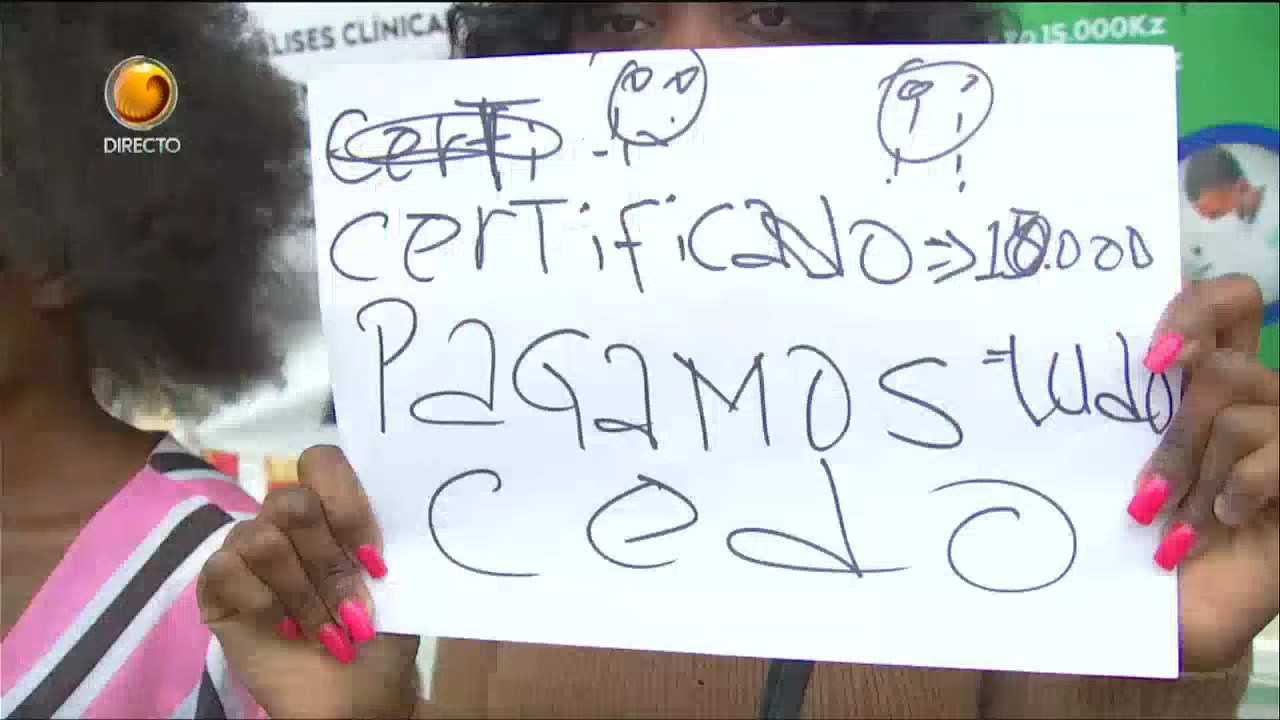 LISES CLÍNICA
15.000Kz
DIRECTO
Certi
certificado => 10.000
Pagamos = tudo
cedo